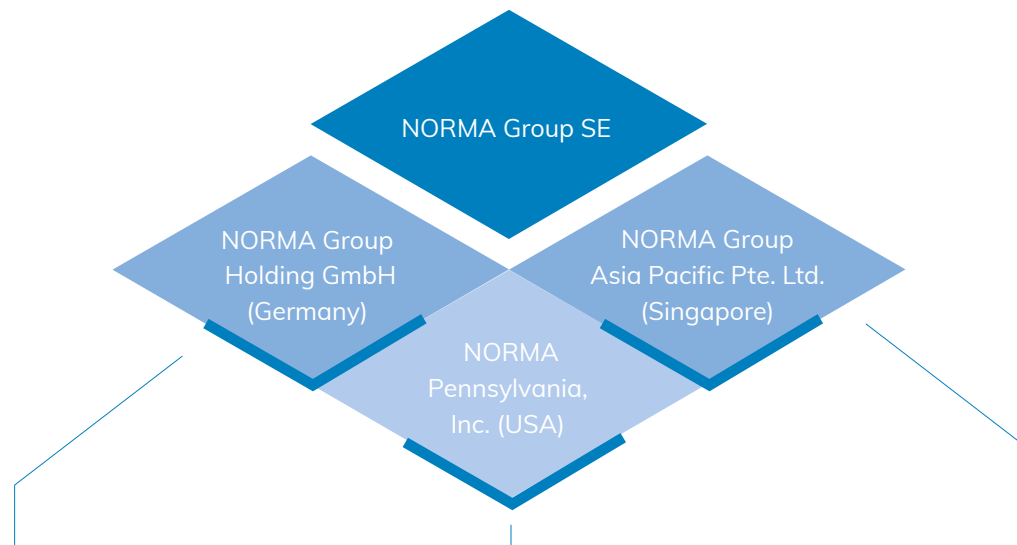 NORMA Group SE
NORMA Group
Holding GmbH
(Germany)
NORMA Group
Asia Pacific Pte. Ltd.
(Singapore)
NORMA
Pennsylvania,
Inc. (USA)